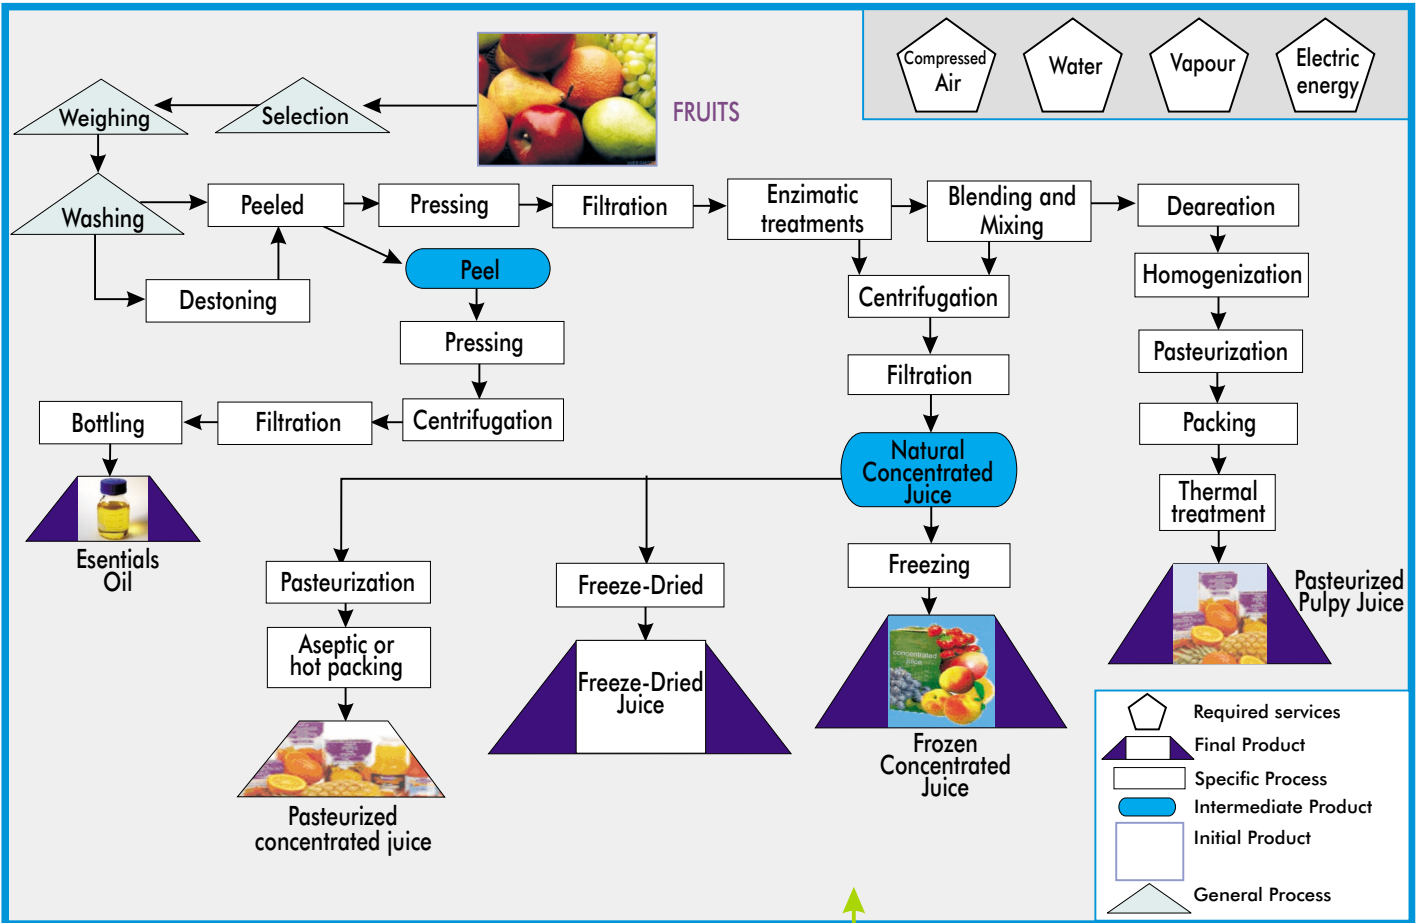 Compressed
Air
Water
Vapour
Electric
energy
FRUITS
Selection
Weighing
Washing
Peeled
Pressing
Filtration
Enzimatic
treatments
Blending and
Mixing
Deareation
Destoning
Peel
Centrifugation
Homogenization
Pressing
Filtration
Pasteurization
Bottling
Filtration
Centrifugation
Packing
Natural
Concentrated
Juice
Thermal
treatment
Esentials
Oil
Pasteurization
Freeze-Dried
Freezing
Pasteurized
Pulpy Juice
Aseptic or
hot packing
Freeze-Dried
Juice
concentrated
juice
Frozen
Concentrated
Juice
Pasteurized
concentrated juice
Required services
Final Product
Specific Process
Intermediate Product
Initial Product
General Process